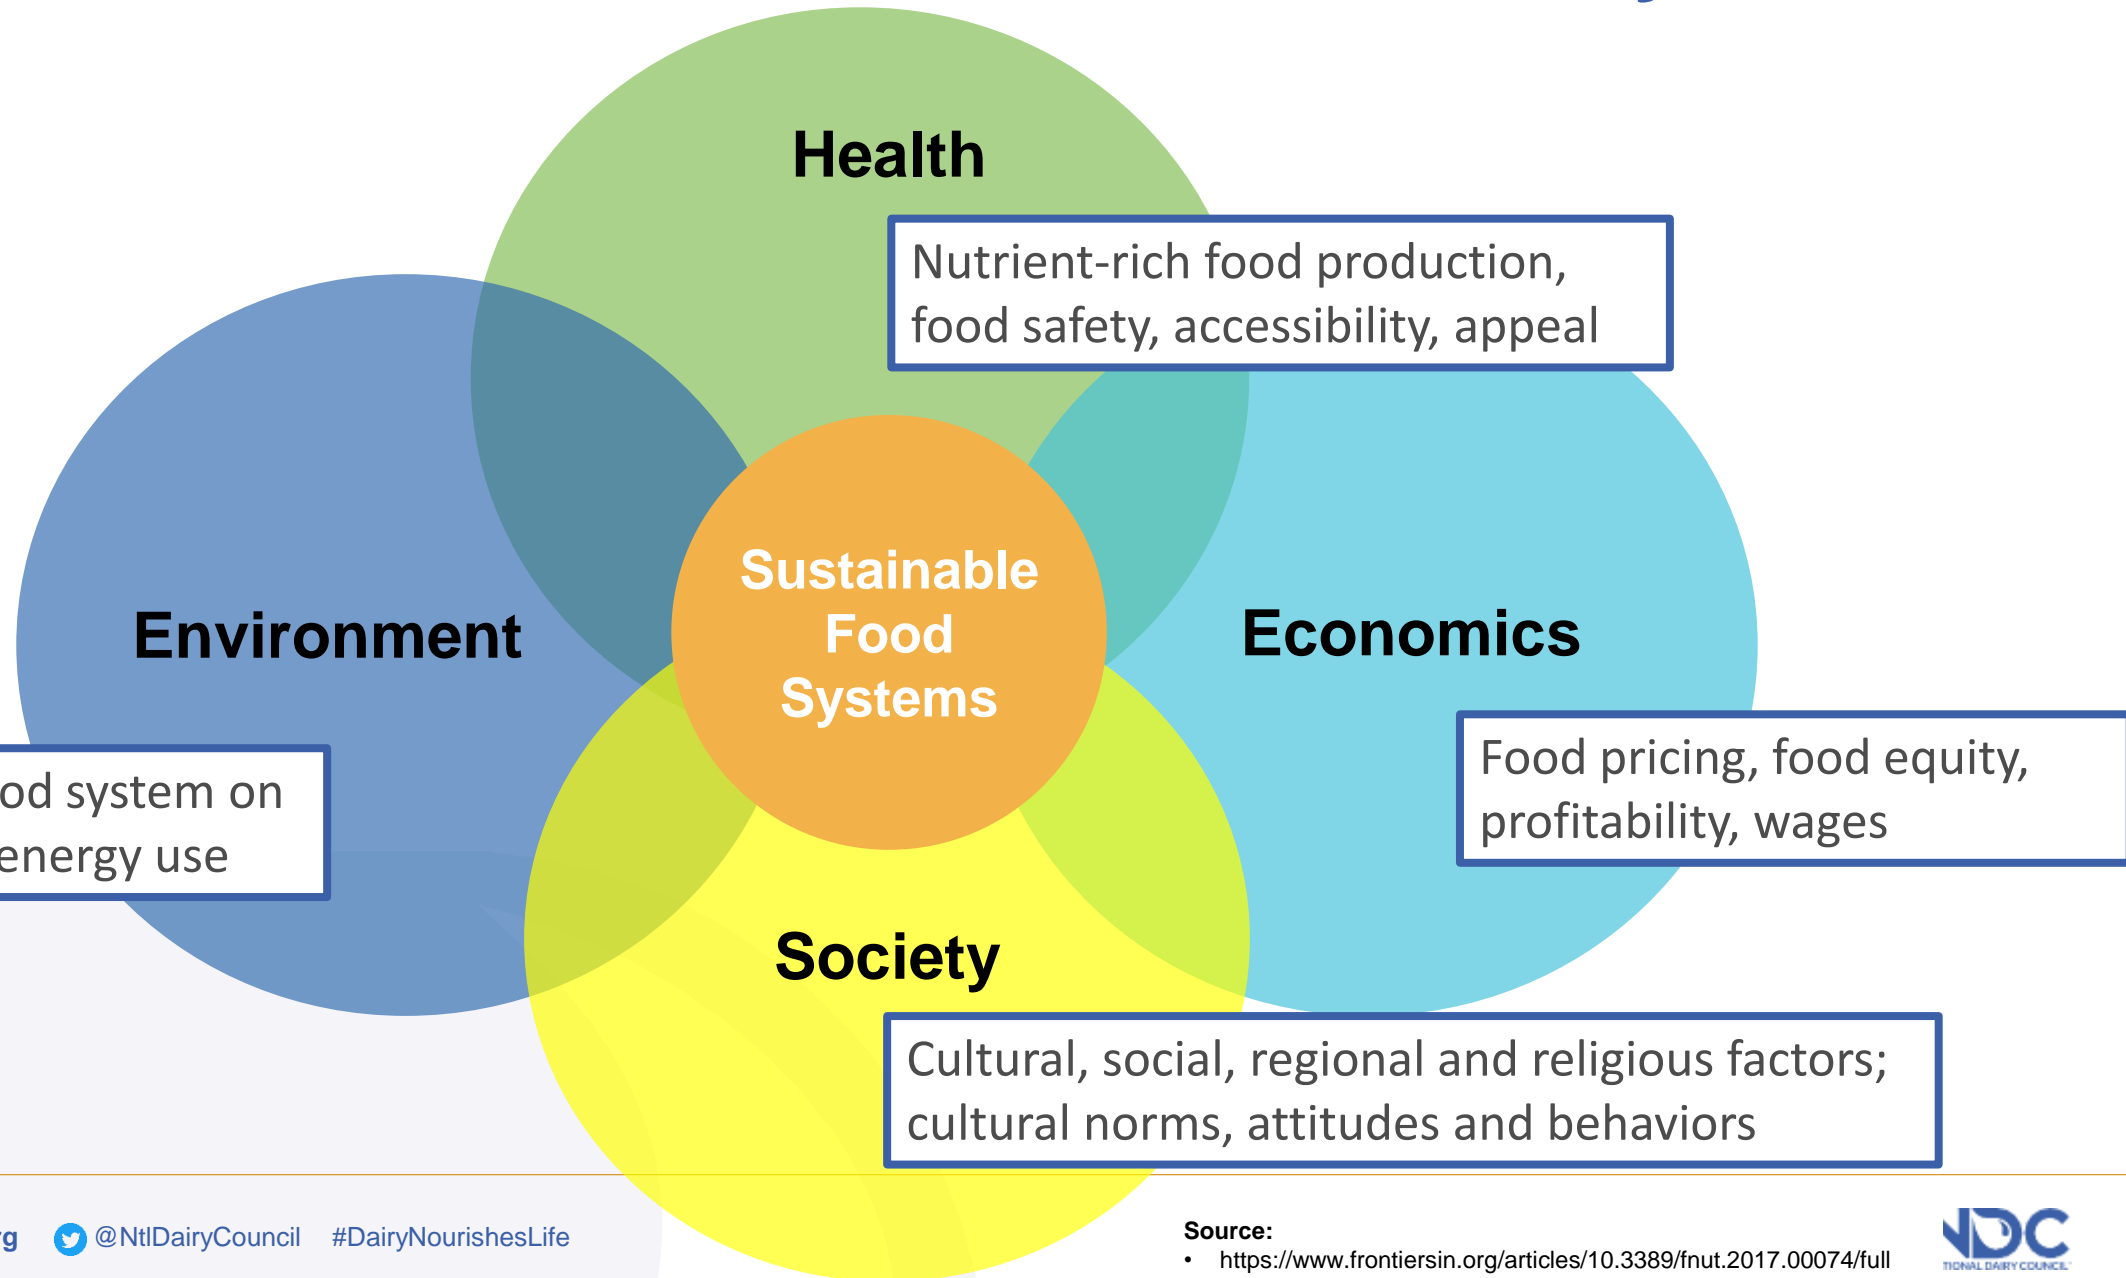 Health
Nutrient-rich food production,
food safety, accessibility, appeal
Sustainable
Food
Systems
Environment
Economics
system on
energy use
Food pricing, food equity,
profitability, wages
Society
Cultural, social, regional and religious factors;
cultural norms, attitudes and behaviors
@NtlDairyCouncil #DairyNourishesLife
Source:
• https://www.frontiersin.org/articles/10.3389/fnut.2017.00074/full
NDC
DAIRY COUNCIL